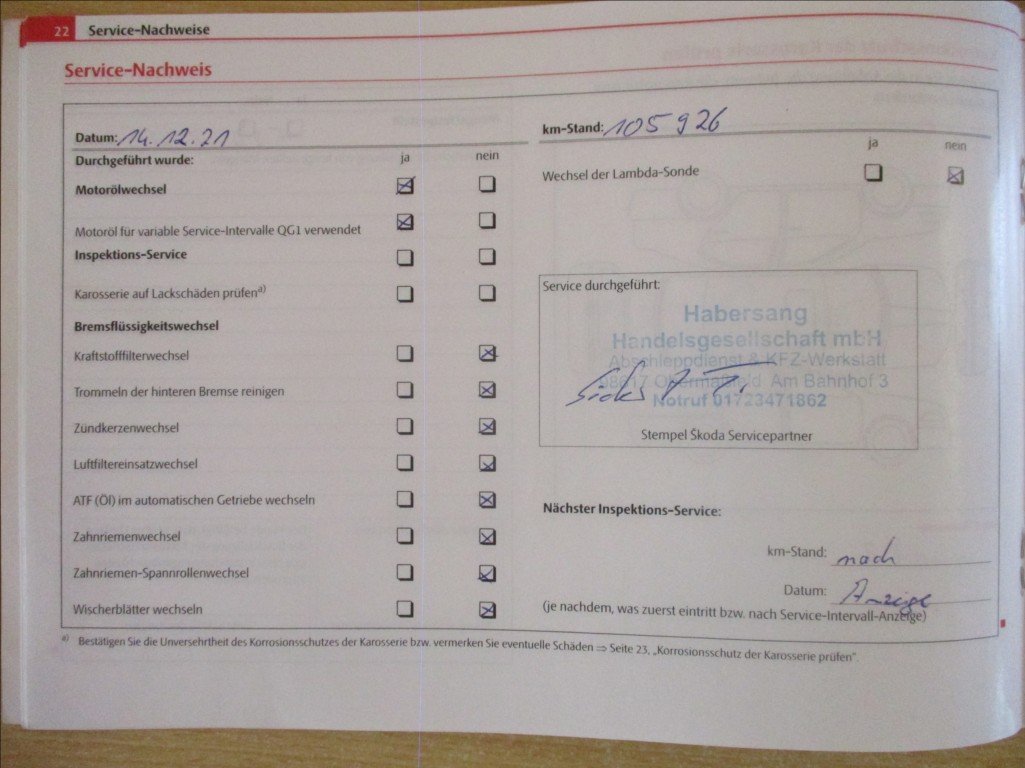 22 Service-Nachweise
Service-Nachweis
Datum: 14.12.21
km-Stand: 105 926
Durchgeführt wurde: ja nein
ja nein
Motorölwechsel
Wechsel der Lambda-Sonde
Motoröl für variable Service-Intervalle QG1 verwendet
Inspektions-Service
Karosserie auf Lackschäden prüfen a)
Bremsflüssigkeitswechsel
Kraftstofffilterwechsel
Trommeln der hinteren Bremse reinigen
Zündkerzenwechsel
Luftfiltereinsatzwechsel
ATF (Öl) im automatischen Getriebe wechseln
Zahnriemenwechsel
Zahnriemen-Spannrollenwechsel
Wischerblätter wechseln
Service durchgeführt:
Habersang
Handelsgesellschaft mbH
Abschleppdienst & KFZ-Werkstatt
Am Bahnhof 3
Notruf 01723471862
Stempel Škoda Servicepartner
Nächster Inspektions-Service:
km-Stand: nach
Datum: Anzeige
(je nachdem, was zuerst eintritt bzw. nach Service-Intervall-Anzeige)
a) Bestätigen Sie die Unversehrtheit des Korrosionsschutzes der Karosserie bzw. vermerken Sie eventuelle Schäden ⇒ Seite 23, „Korrosionsschutz der Karosserie prüfen".